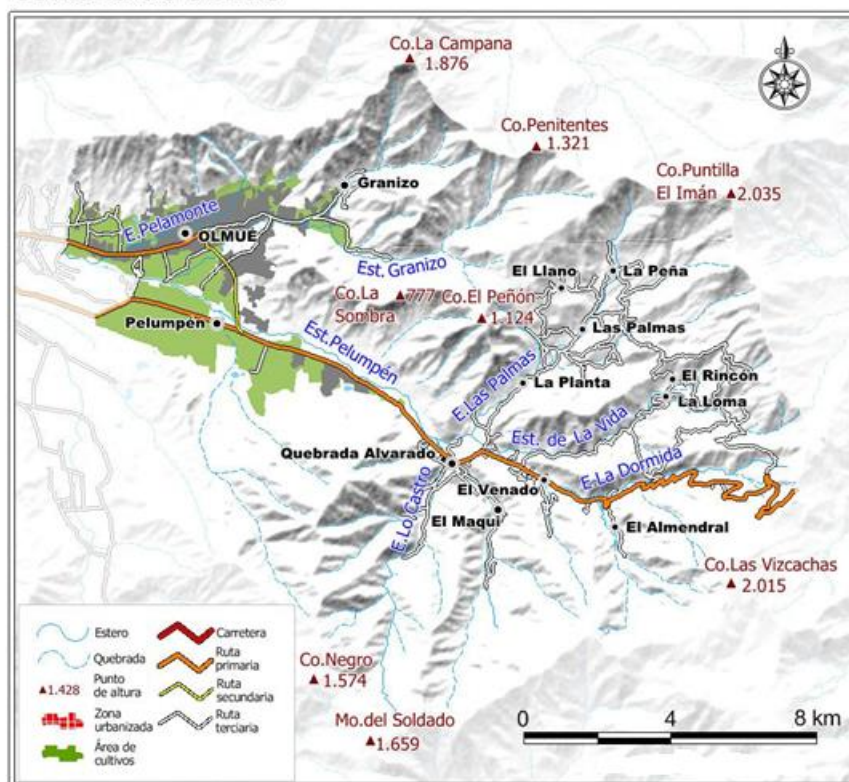 Co.La Campana
1.876
Co.Penitentes
1.321
Co.Puntilla
El Imán
2.035
Granizo
E.Pelamonte
OLMUE
Est. Granizo
El Llano
La Peña
Co.La
Sombra
777
Co.El Peñón
1.124
Pelumpén
Est.Pelumpén
Las Palmas
E.Las Palmas
La Planta
El Rincón
La Loma
Est. de La Vida
Quebrada Alvarado
E.La Dormida
El Venado
E.Lo Castro
El Maqui
El Almendral
Co.Las Vizcachas
2.015
Co.Negro
1.574
Mo.del Soldado
1.659
Estero
Quebrada
1.428
Punto
de altura
Zona
urbanizada
Área de
cultivos
Carretera
Ruta
primaria
Ruta
secundaria
Ruta
terciaria
0 4 8 km